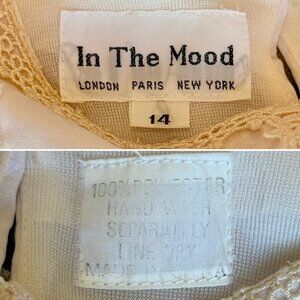 In The Mood
LONDON PARIS NEW YORK
14
100% POLYESTER
HAND WASH
SEPARATELY
LINE DRY
MADE IN